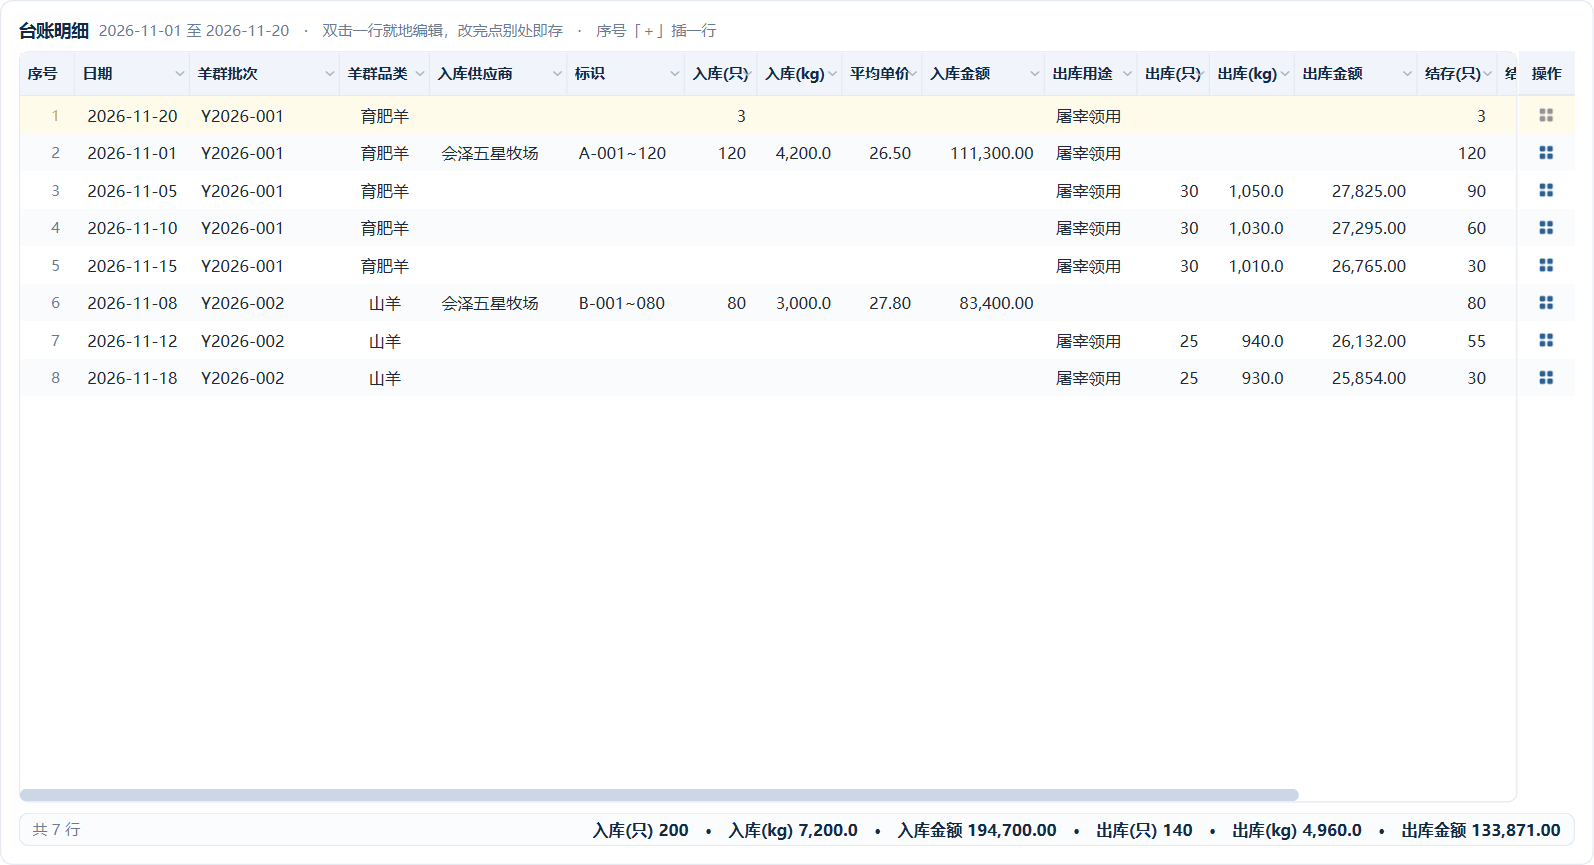 台账明细 2026-11-01 至 2026-11-20 · 双击一行就地编辑，改完点别处即存 · 序号「＋」插一行
序号 日期 羊群批次 羊群品类 入库供应商 标识 入库(只) 入库(kg) 平均单价 入库金额 出库用途 出库(只) 出库(kg) 出库金额 结存(只) 操作
1 2026-11-20 Y2026-001 育肥羊 3 屠宰领用 3
2 2026-11-01 Y2026-001 育肥羊 会泽五星牧场 A-001~120 120 4,200.0 26.50 111,300.00 屠宰领用 120
3 2026-11-05 Y2026-001 育肥羊 屠宰领用 30 1,050.0 27,825.00 90
4 2026-11-10 Y2026-001 育肥羊 屠宰领用 30 1,030.0 27,295.00 60
5 2026-11-15 Y2026-001 育肥羊 屠宰领用 30 1,010.0 26,765.00 30
6 2026-11-08 Y2026-002 山羊 会泽五星牧场 B-001~080 80 3,000.0 27.80 83,400.00 80
7 2026-11-12 Y2026-002 山羊 屠宰领用 25 940.0 26,132.00 55
8 2026-11-18 Y2026-002 山羊 屠宰领用 25 930.0 25,854.00 30
共 7 行 入库(只) 200 • 入库(kg) 7,200.0 • 入库金额 194,700.00 • 出库(只) 140 • 出库(kg) 4,960.0 • 出库金额 133,871.00